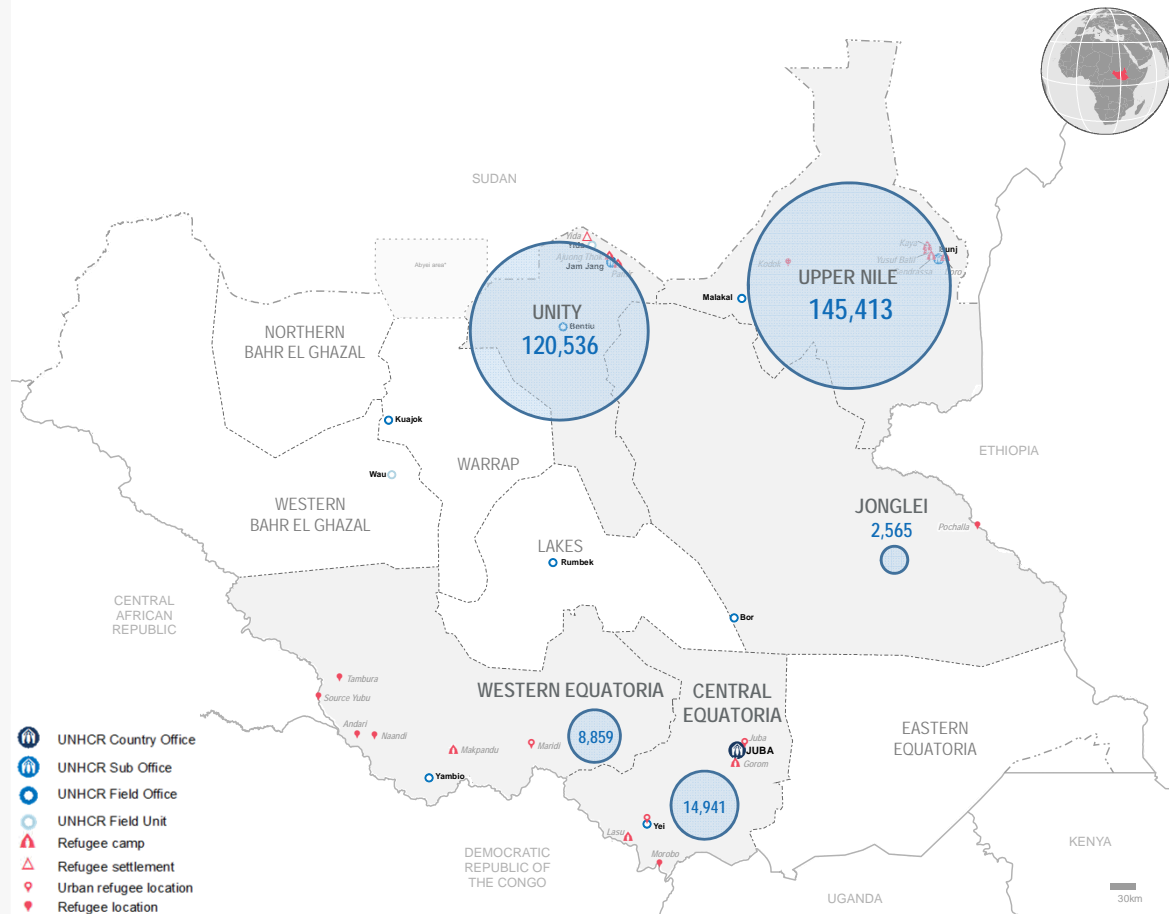 SUDAN
Abyei area*
Yida
Yida
Ajuong Thok
Jam Jang
Pamir
UNITY
Bentiu
120,536
Kaya
Bunj
Yusuf Batil
Gendrassa
Doro
Kodok
UPPER NILE
145,413
Malakal
NORTHERN
BAHR EL GHAZAL
Kuajok
WARRAP
Wau
WESTERN
BAHR EL GHAZAL
ETHIOPIA
JONGLEI
2,565
Pochalla
LAKES
Rumbek
Bor
CENTRAL
AFRICAN
REPUBLIC
Tambura
Source Yubu
Andari
Naandi
WESTERN EQUATORIA
8,859
Makpandu
Maridi
Yambio
CENTRAL
EQUATORIA
Juba
JUBA
Gorom
14,941
Yei
Lasu
Morobo
EASTERN
EQUATORIA
DEMOCRATIC
REPUBLIC OF
THE CONGO
UGANDA
KENYA
30km
UNHCR Country Office
UNHCR Sub Office
UNHCR Field Office
UNHCR Field Unit
Refugee camp
Refugee settlement
Urban refugee location
Refugee location